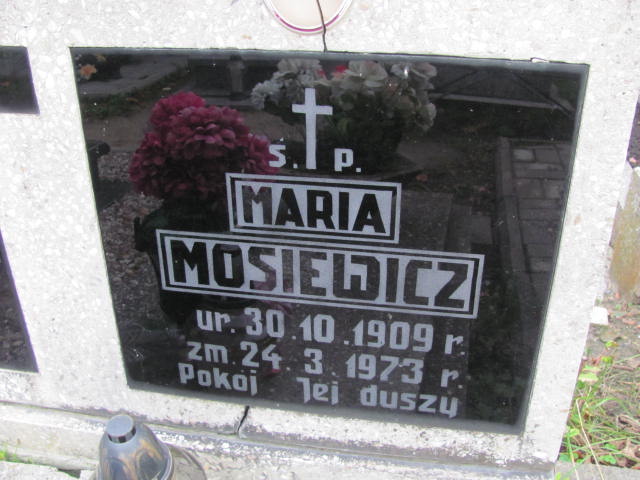 ś. p.
MARIA
MOSIEWICZ
ur. 30.10.1909 r.
zm. 24.3.1973 r.
Pokój Jej duszy